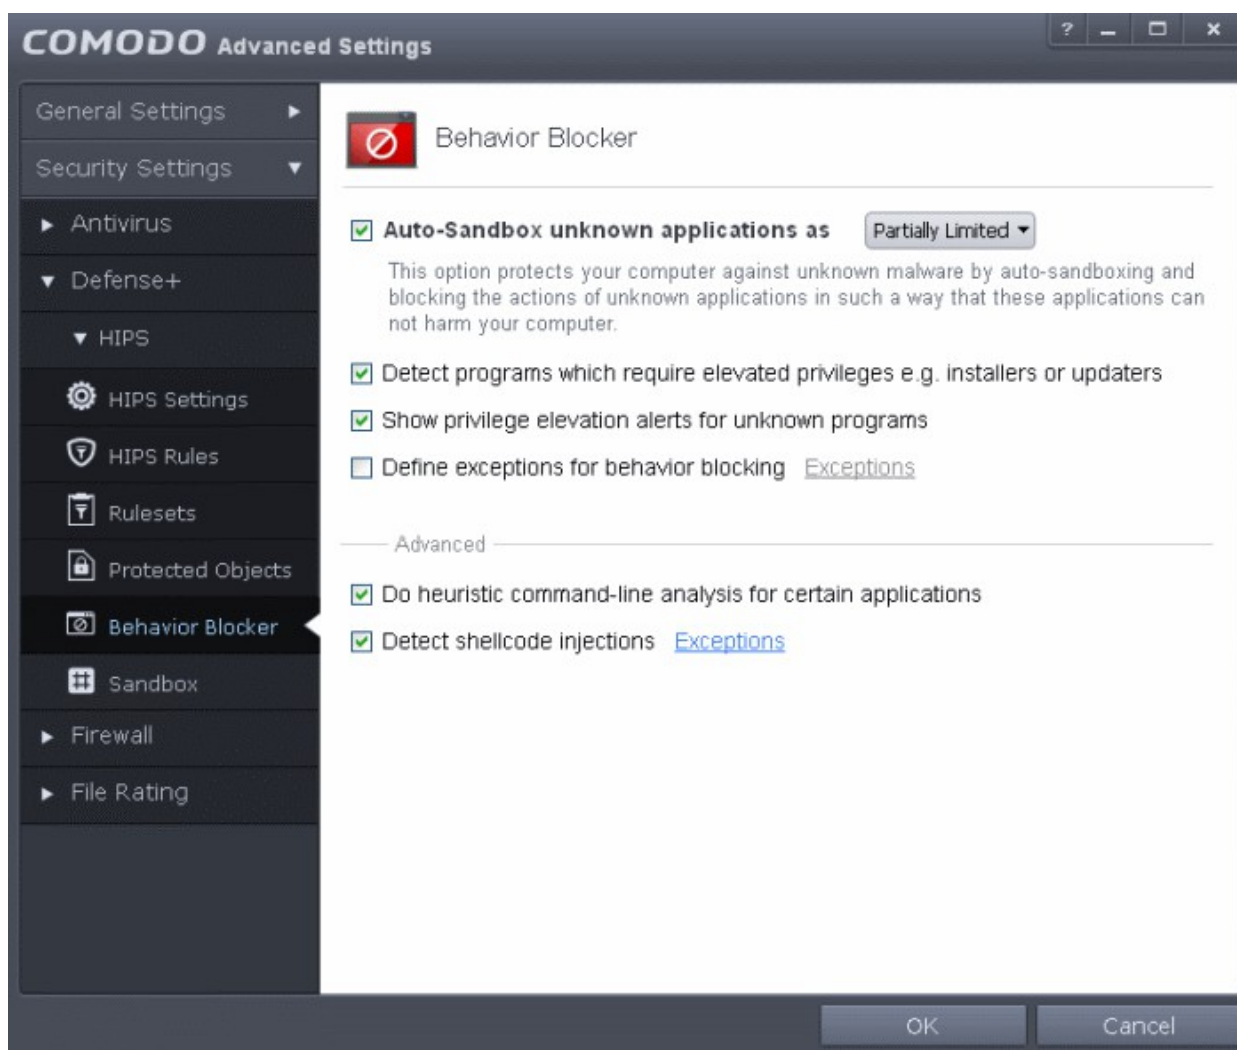 COMODO Advanced Settings
?
General Settings
Security Settings
Antivirus
Defense+
HIPS
HIPS Settings
HIPS Rules
Rulesets
Protected Objects
Behavior Blocker
Sandbox
Firewall
File Rating
Behavior Blocker
Auto-Sandbox unknown applications as Partially Limited
This option protects your computer against unknown malware by auto-sandboxing and
blocking the actions of unknown applications in such a way that these applications can
not harm your computer.
Detect programs which require elevated privileges e.g. installers or updaters
Show privilege elevation alerts for unknown programs
Define exceptions for behavior blocking Exceptions
Advanced
Do heuristic command-line analysis for certain applications
Detect shellcode injections Exceptions
OK Cancel